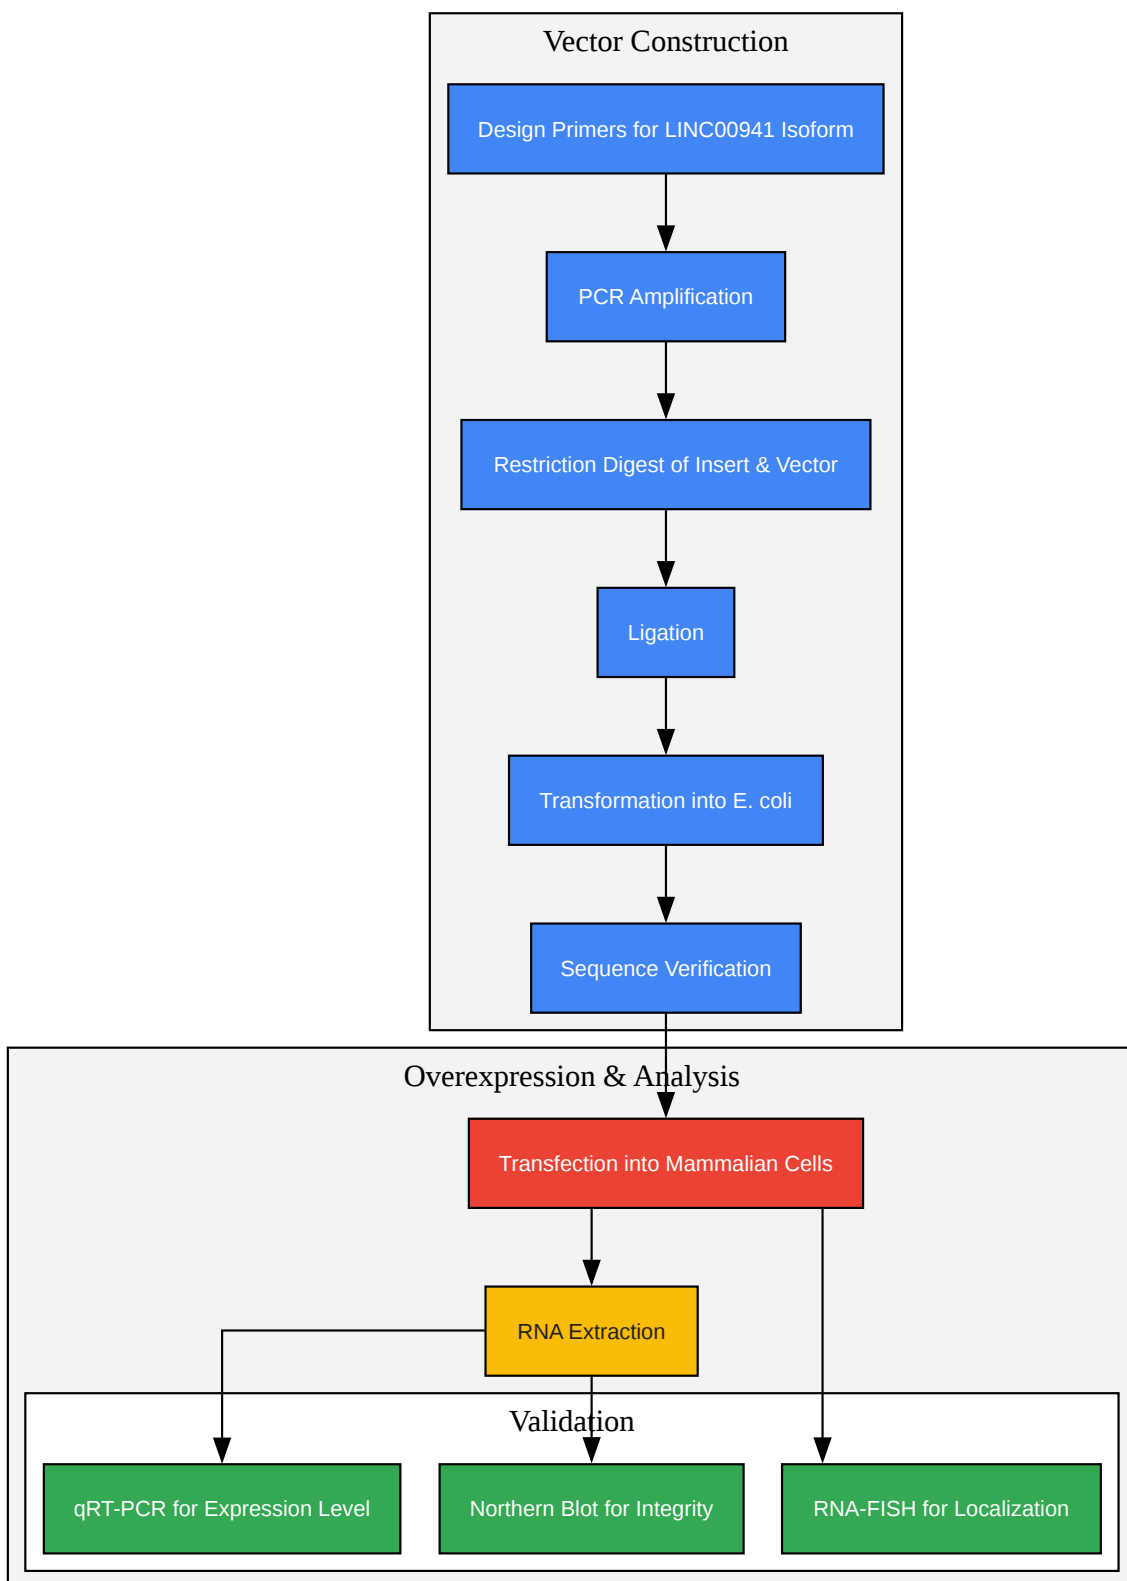 Vector Construction
Design Primers for LINC00941 Isoform
PCR Amplification
Restriction Digest of Insert & Vector
Ligation
Transformation into E. coli
Sequence Verification
Overexpression & Analysis
Transfection into Mammalian Cells
RNA Extraction
Validation
qRT-PCR for Expression Level
Northern Blot for Integrity
RNA-FISH for Localization